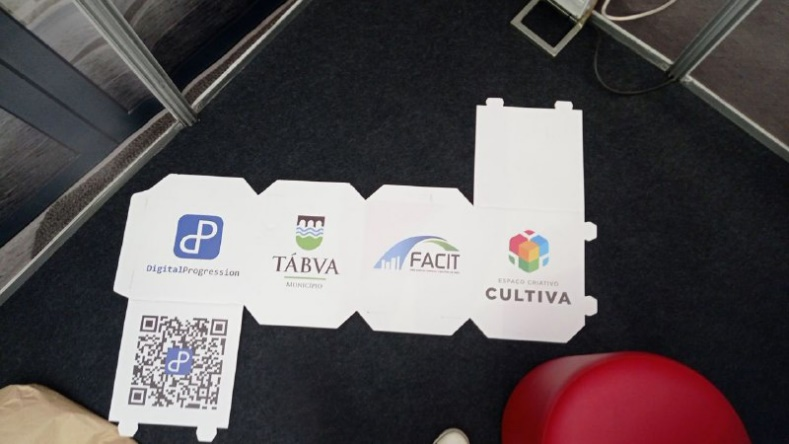 DigitalProgression
TÁBVA
MUNICÍPIO
FACIT
ESPAÇO CRIATIVO
CULTIVA